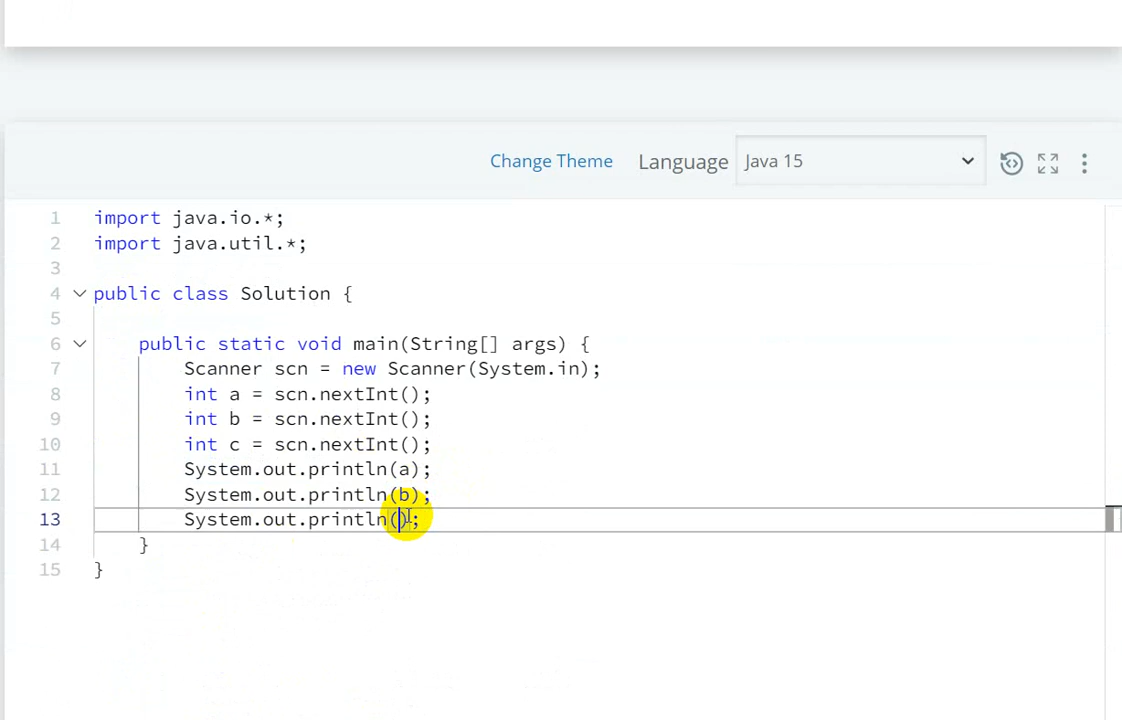 Change Theme Language Java 15
1 import java.io.*;
2 import java.util.*;
3
4 public class Solution {
5
6 public static void main(String[] args) {
7 Scanner scn = new Scanner(System.in);
8 int a = scn.nextInt();
9 int b = scn.nextInt();
10 int c = scn.nextInt();
11 System.out.println(a);
12 System.out.println(b);
13 System.out.println();
14 }
15 }